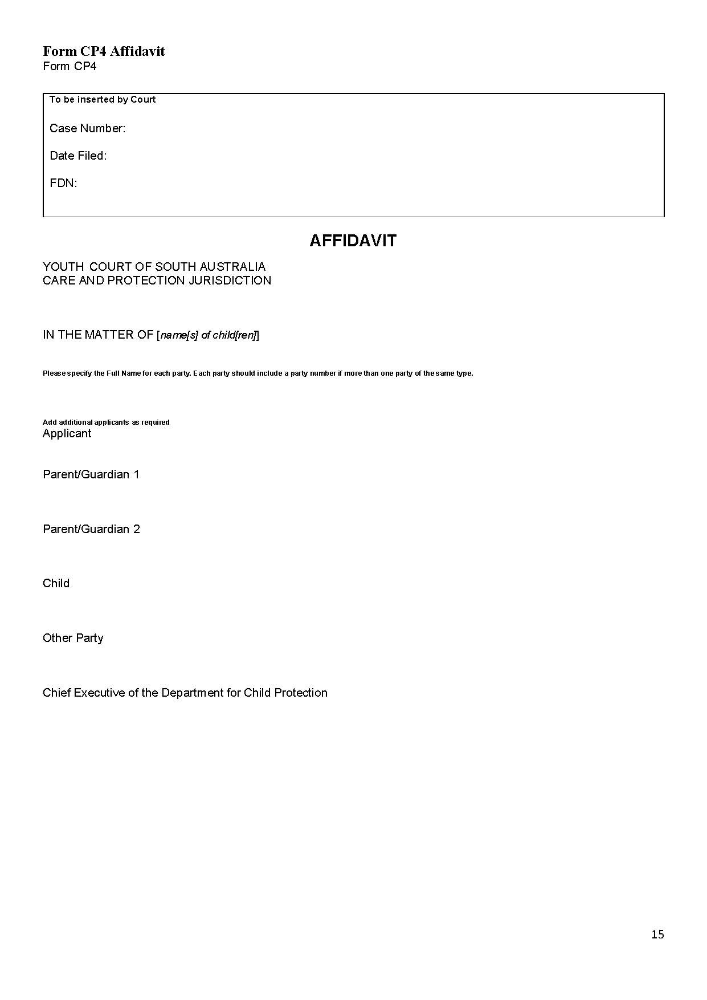 Form CP4 Affidavit
Form CP4
To be inserted by Court
Case Number:
Date Filed:
FDN:
AFFIDAVIT
YOUTH COURT OF SOUTH AUSTRALIA
CARE AND PROTECTION JURISDICTION
IN THE MATTER OF [name[s] of child[ren]]
Please specify the Full Name for each party. Each party should include a party number if more than one party of the same type.
Add additional applicants as required
Applicant
Parent/Guardian 1
Parent/Guardian 2
Child
Other Party
Chief Executive of the Department for Child Protection
15